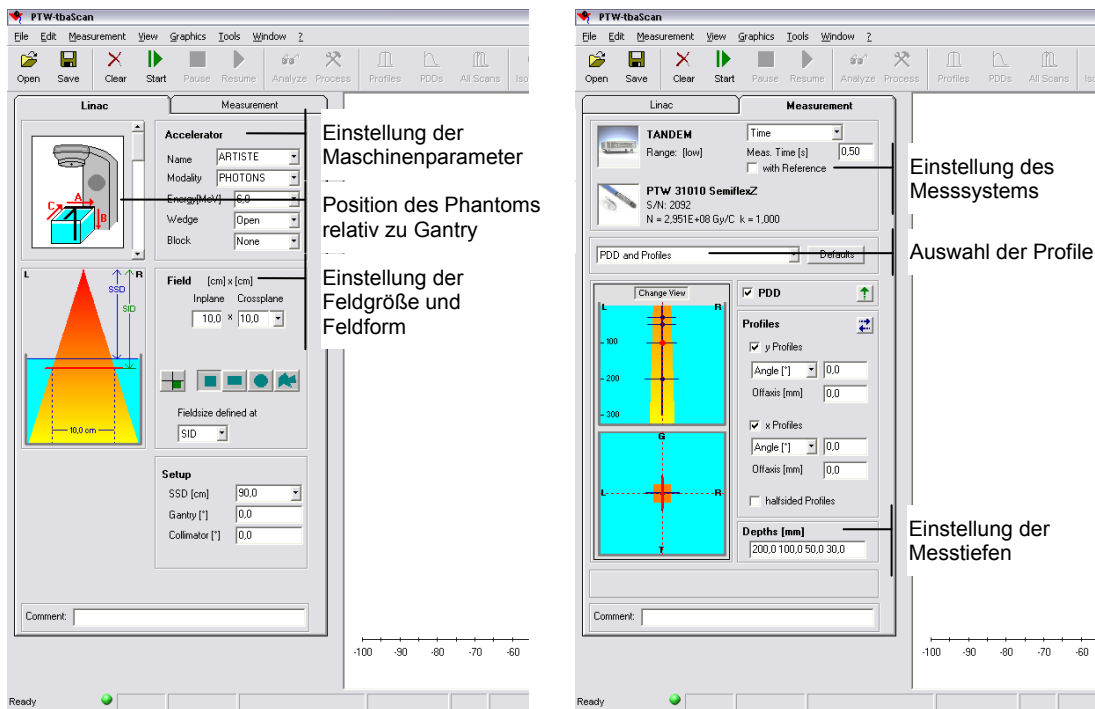 PTW-tbaScan
File Edit Measurement View Graphics Tools Window ?
Open Save Clear Start Pause Resume Analyze Process Profiles PDDs All Scans
Linac Measurement
Accelerator
Name ARTISTE
Modality PHOTONS
Energy[MeV] 6,0
Wedge Open
Block None
A
B
C
Einstellung der
Maschinenparameter
Position des Phantoms
relativ zu Gantry
Einstellung der
Feldgröße und
Feldform
L R
SSD
SID
10,0 cm
Field [cm] x [cm]
Inplane Crossplane
10,0 x 10,0
Fieldsize defined at
SID
Setup
SSD [cm] 90,0
Gantry [°] 0,0
Collimator [°] 0,0
Comment:
-100 -90 -80 -70 -60
Ready
PTW-tbaScan
File Edit Measurement View Graphics Tools Window ?
Open Save Clear Start Pause Resume Analyze Process Profiles PDDs All Scans
Linac Measurement
TANDEM
Range: [low]
Time
Meas. Time [s] 0,50
with Reference
PTW 31010 SemiflexZ
S/N: 2092
N = 2,951E+08 Gy/C k = 1,000
Einstellung des
Messsystems
PDD and Profiles Defaults
Auswahl der Profile
Change View
L R
100
200
300
G
L R
T
PDD
Profiles
y Profiles
Angle [°] 0,0
Offaxis [mm] 0,0
x Profiles
Angle [°] 0,0
Offaxis [mm] 0,0
halfsided Profiles
Depths [mm]
200,0 100,0 50,0 30,0
Einstellung der
Messtiefen
Comment:
-100 -90 -80 -70 -60
Ready